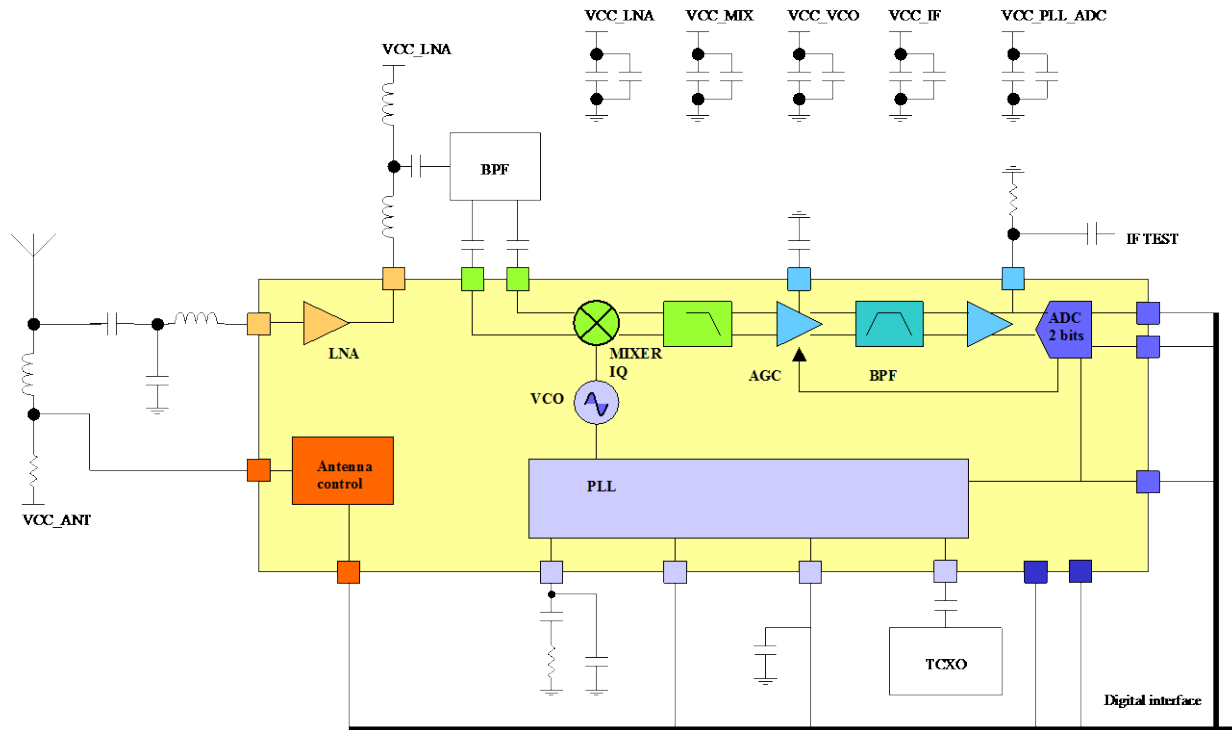 VCC_LNA
VCC_MIX
VCC_VCO
VCC_IF
VCC_PLL_ADC
VCC_LNA
BPF
IF TEST
LNA
MIXER
IQ
ADC
2 bits
AGC
BPF
VCO
Antenna
control
PLL
VCC_ANT
TCXO
Digital interface